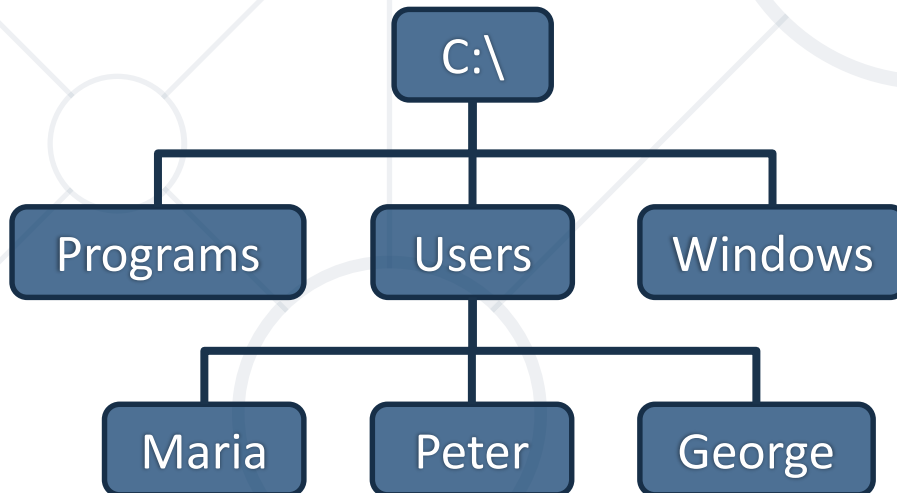 C:\
Programs
Users
Windows
Maria
Peter
George